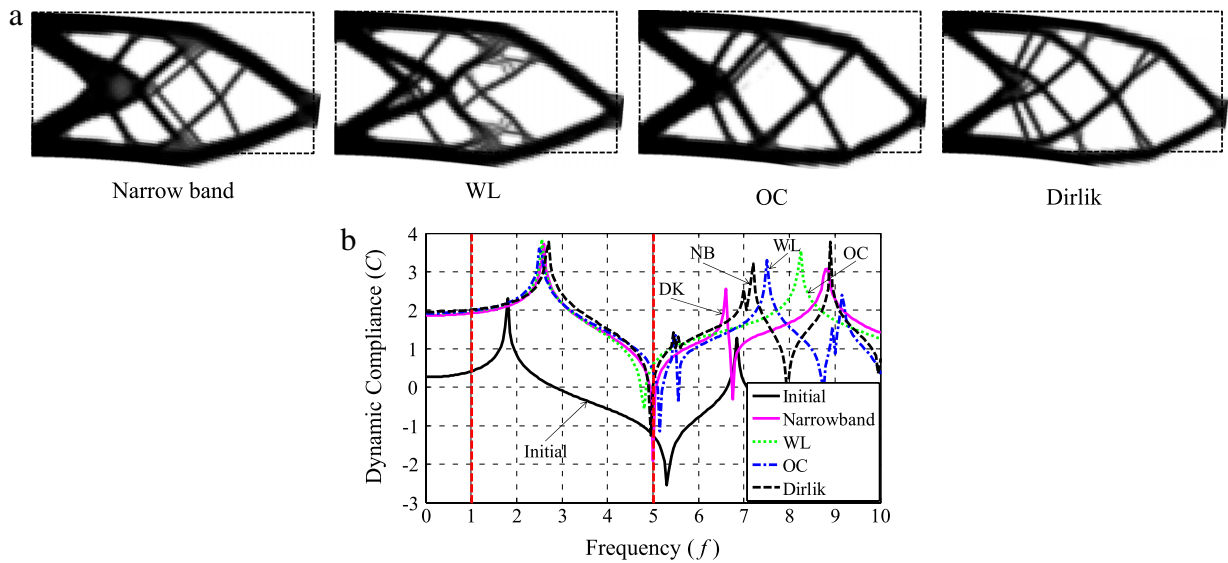 a
Narrow band
WL
OC
Dirlik
b
Dynamic Compliance (C)
4
3
2
1
0
-1
-2
-3
0
1
2
3
4
5
6
7
8
9
10
Frequency (f)
Initial
DK
NB
WL
OC
Initial
Narrowband
WL
OC
Dirlik